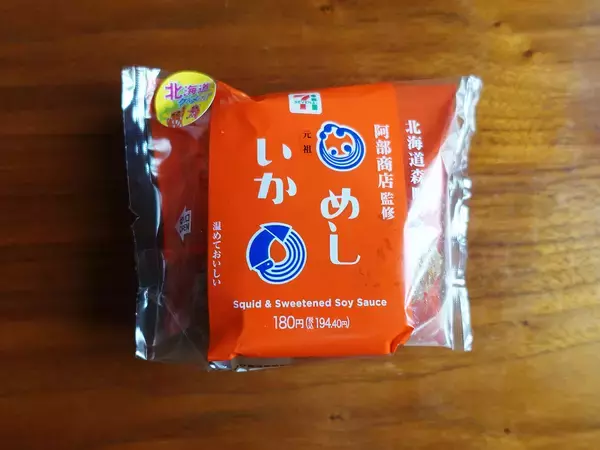 北海道
北海道森
阿部商店監修
元祖
いか
めし
温めておいしい
Squid & Sweetened Soy Sauce
180円(税込194.40円)